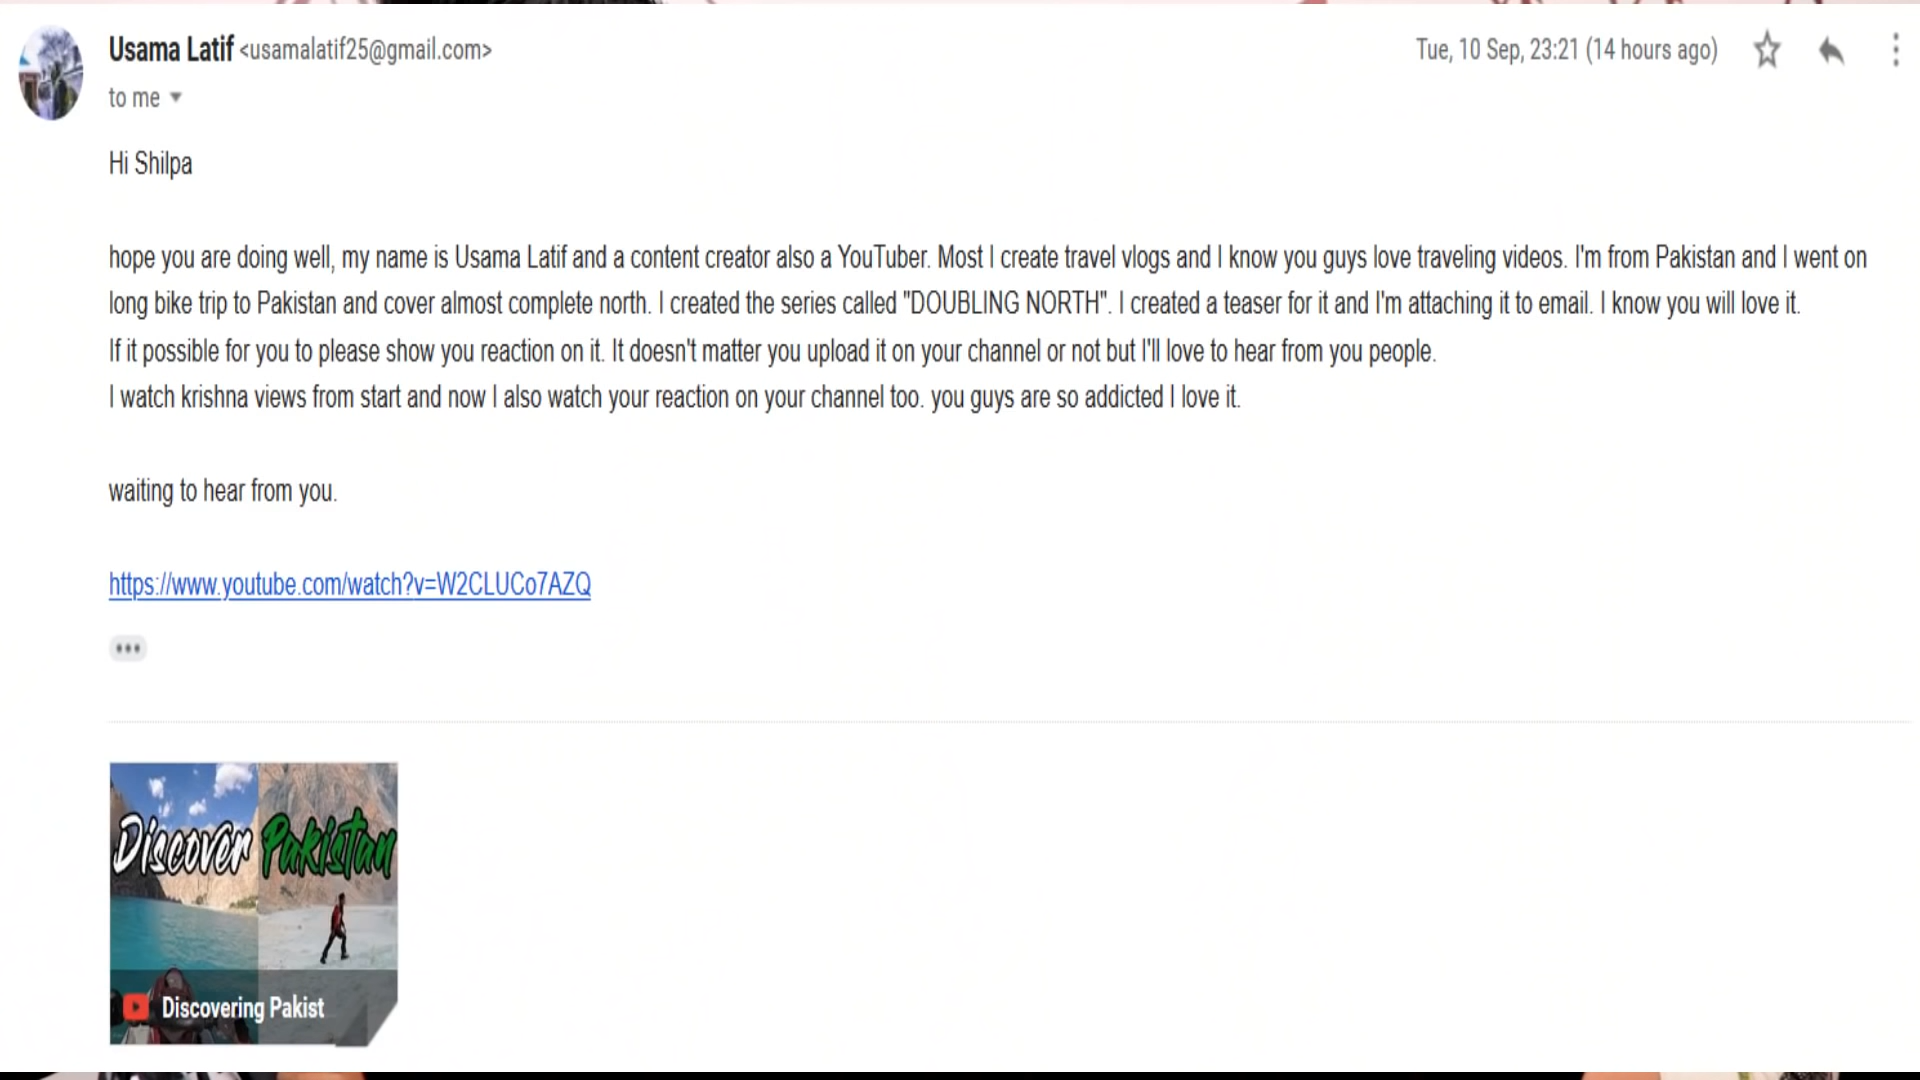 Usama Latif <usamalatif25@gmail.com>
Tue, 10 Sep, 23:21 (14 hours ago)
to me
Hi Shilpa
hope you are doing well, my name is Usama Latif and a content creator also a YouTuber. Most I create travel vlogs and I know you guys love traveling videos. I'm from Pakistan and I went on
long bike trip to Pakistan and cover almost complete north. I created the series called "DOUBLING NORTH". I created a teaser for it and I'm attaching it to email. I know you will love it.
If it possible for you to please show you reaction on it. It doesn't matter you upload it on your channel or not but I'll love to hear from you people.
I watch krishna views from start and now I also watch your reaction on your channel too. you guys are so addicted I love it.
waiting to hear from you.
https://www.youtube.com/watch?v=W2CLUCo7AZQ
Discover Pakistan
Discovering Pakist